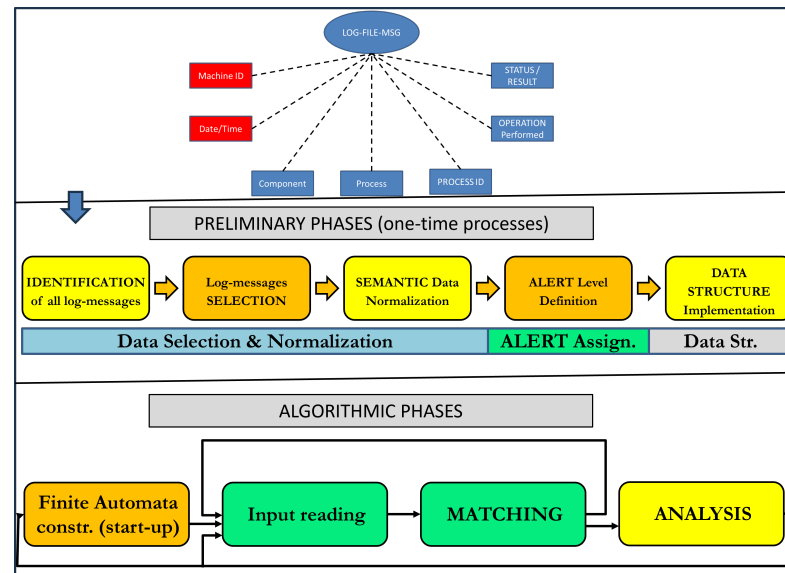 LOG-FILE-MSG
Machine ID
STATUS /
RESULT
Date/Time
OPERATION
Performed
Component
Process
PROCESS ID
PRELIMINARY PHASES (one-time processes)
IDENTIFICATION
of all log-messages
Log-messages
SELECTION
SEMANTIC Data
Normalization
ALERT Level
Definition
DATA
STRUCTURE
Implementation
Data Selection & Normalization
ALERT Assign.
Data Str.
ALGORITHMIC PHASES
Finite Automata
constr. (start-up)
Input reading
MATCHING
ANALYSIS